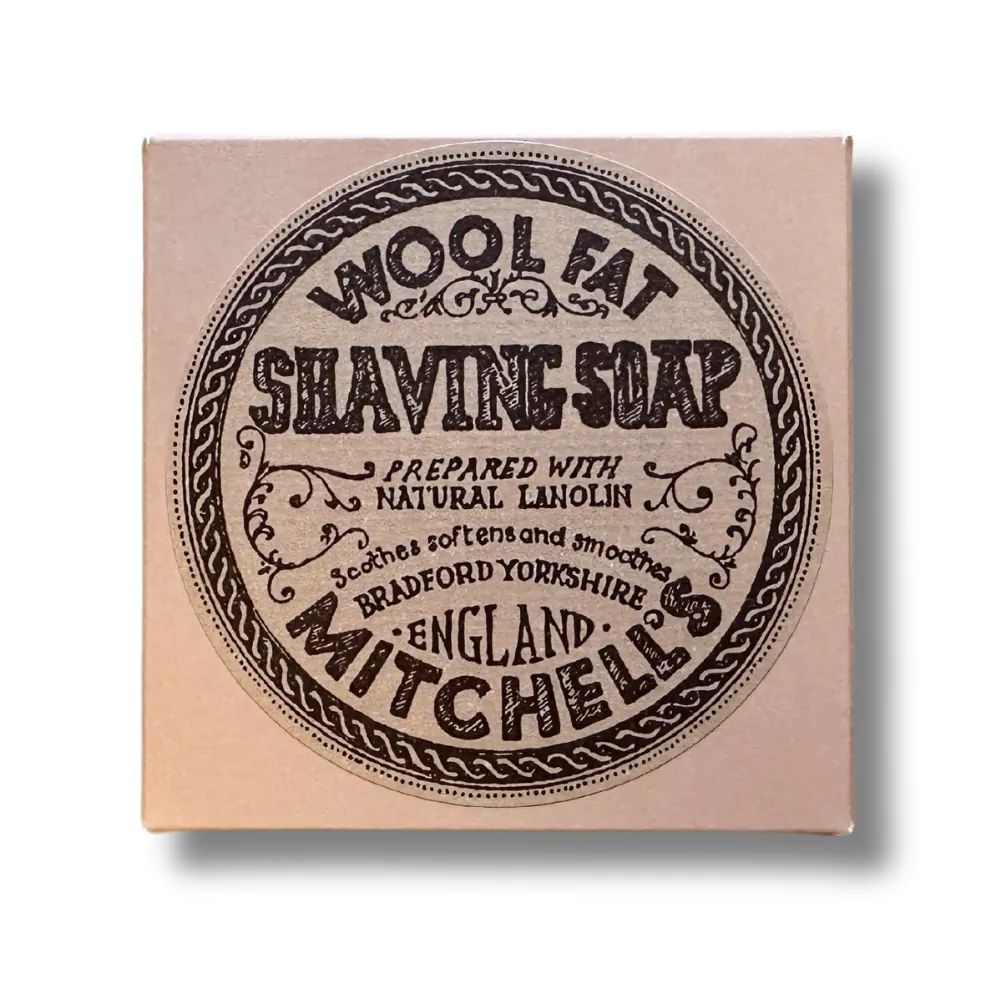 WOOL FAT
SHAVING SOAP
PREPARED WITH
NATURAL LANOLIN
Soothes softens and smoothes
BRADFORD YORKSHIRE
·ENGLAND·
MITCHELL'S